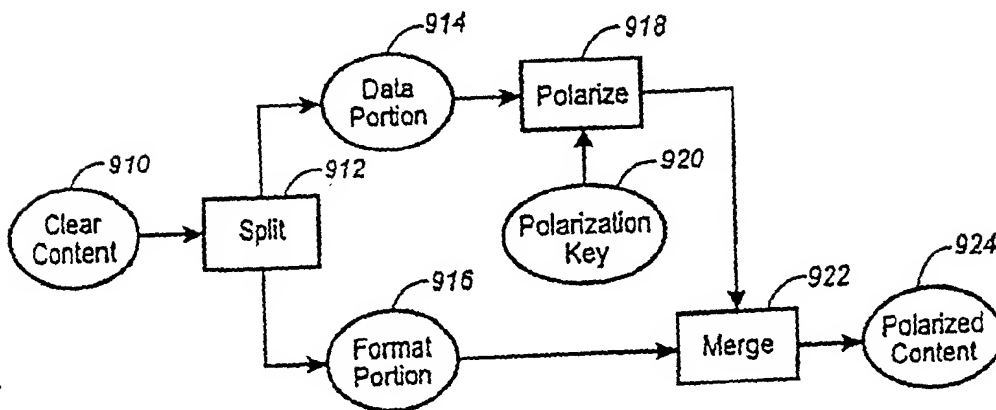 914
Data
Portion
918
Polarize
910
Clear
Content
912
Split
920
Polarization
Key
916
Format
Portion
922
Merge
924
Polarized
Content